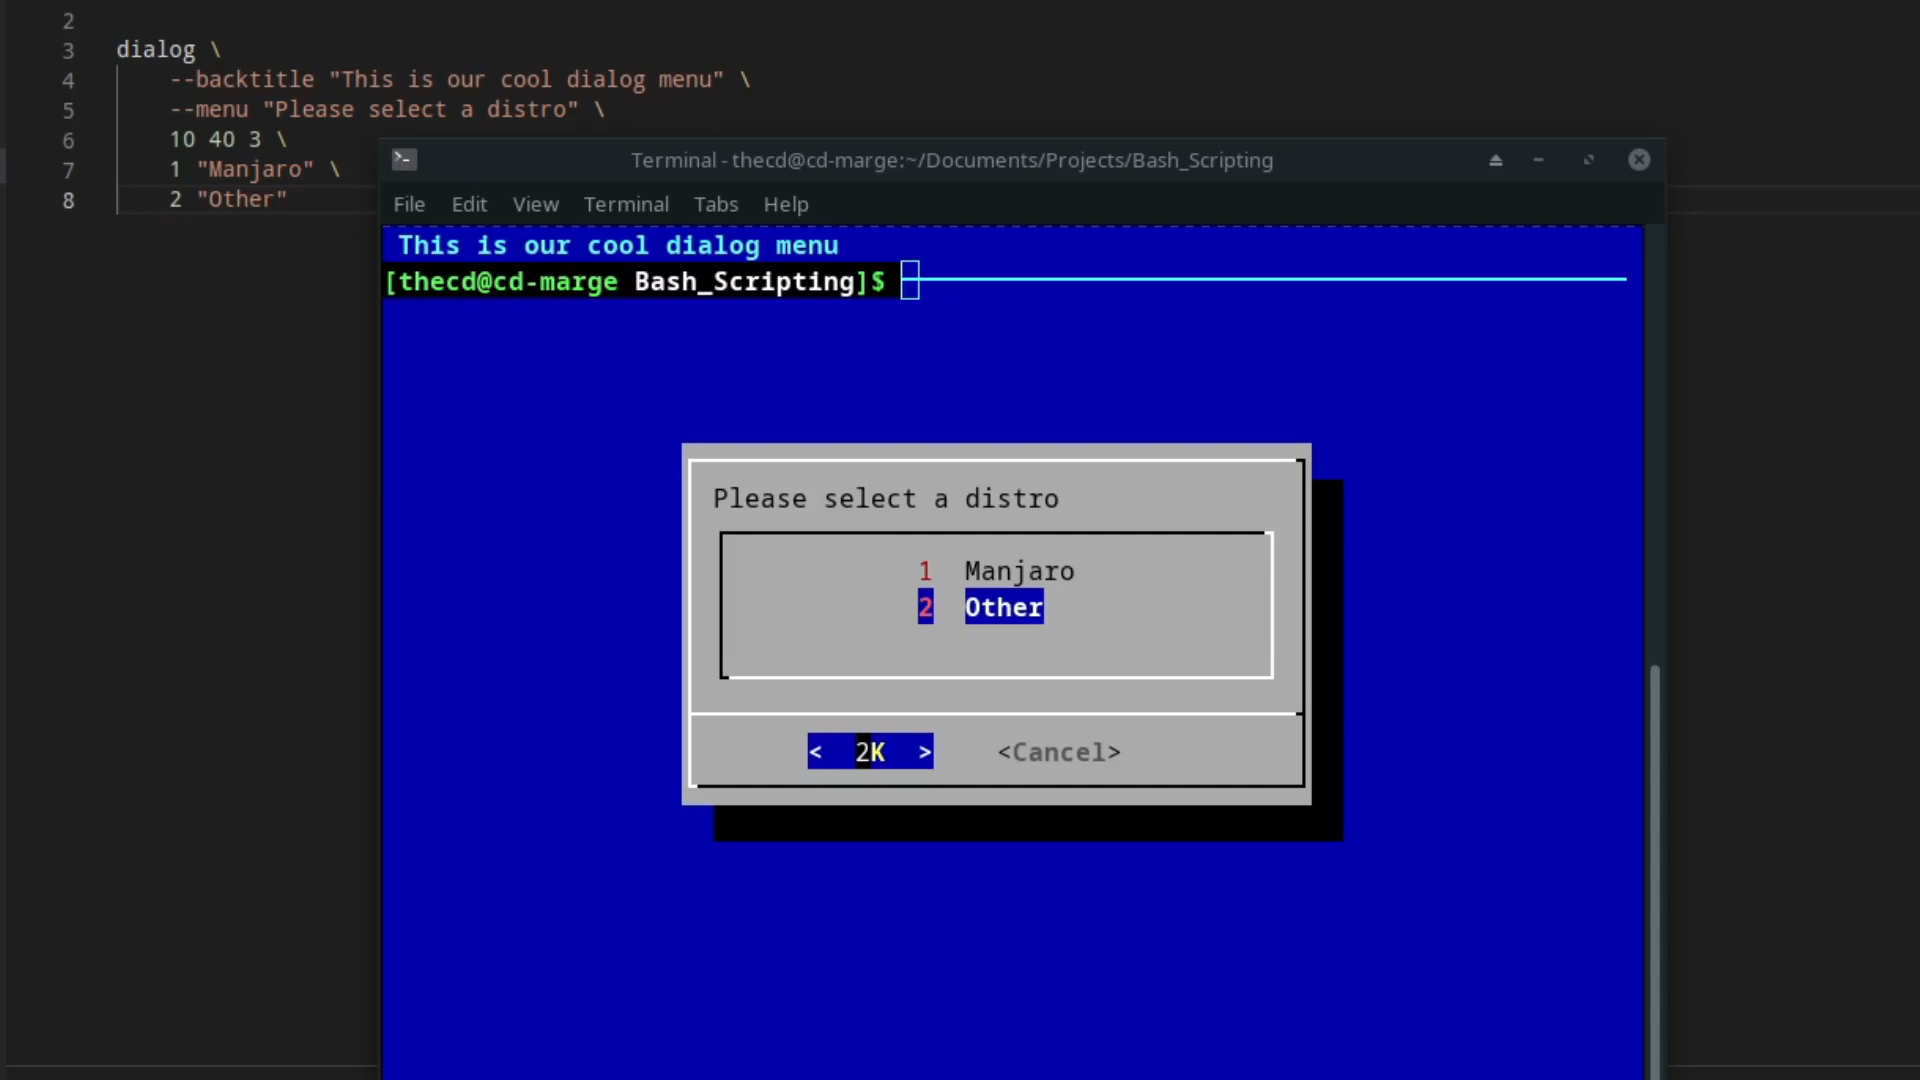 2
3 dialog \
4 --backtitle "This is our cool dialog menu" \
5 --menu "Please select a distro" \
6 10 40 3 \
7 1 "Manjaro" \
8 2 "Other"
Terminal - thecd@cd-marge:~/Documents/Projects/Bash_Scripting
File Edit View Terminal Tabs Help
This is our cool dialog menu
[thecd@cd-marge Bash_Scripting]$
Please select a distro
1 Manjaro
2 Other
< 2K > <Cancel>